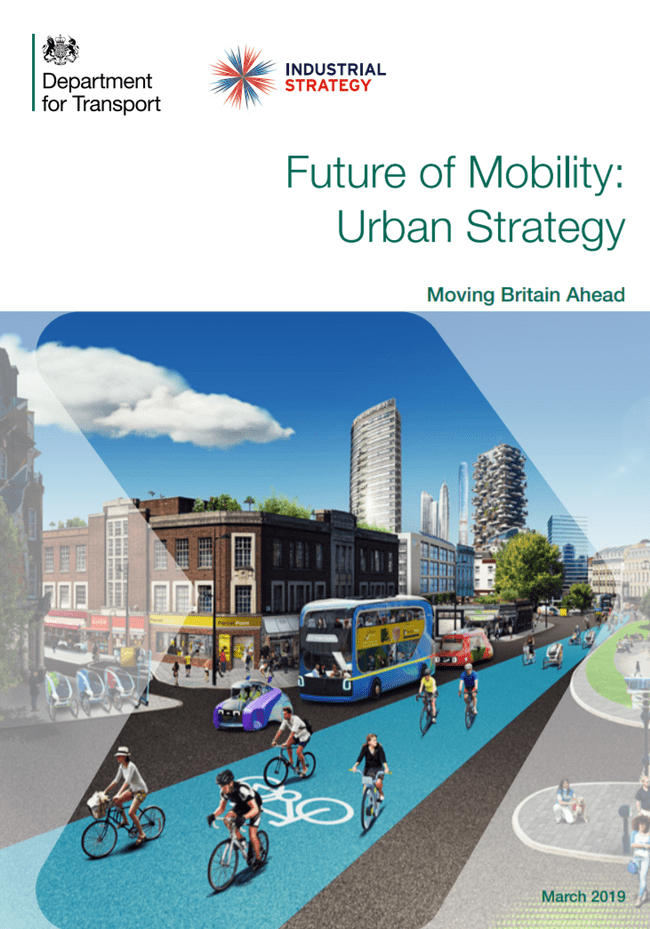 Department
for Transport
INDUSTRIAL
STRATEGY
Future of Mobility:
Urban Strategy
Moving Britain Ahead
March 2019